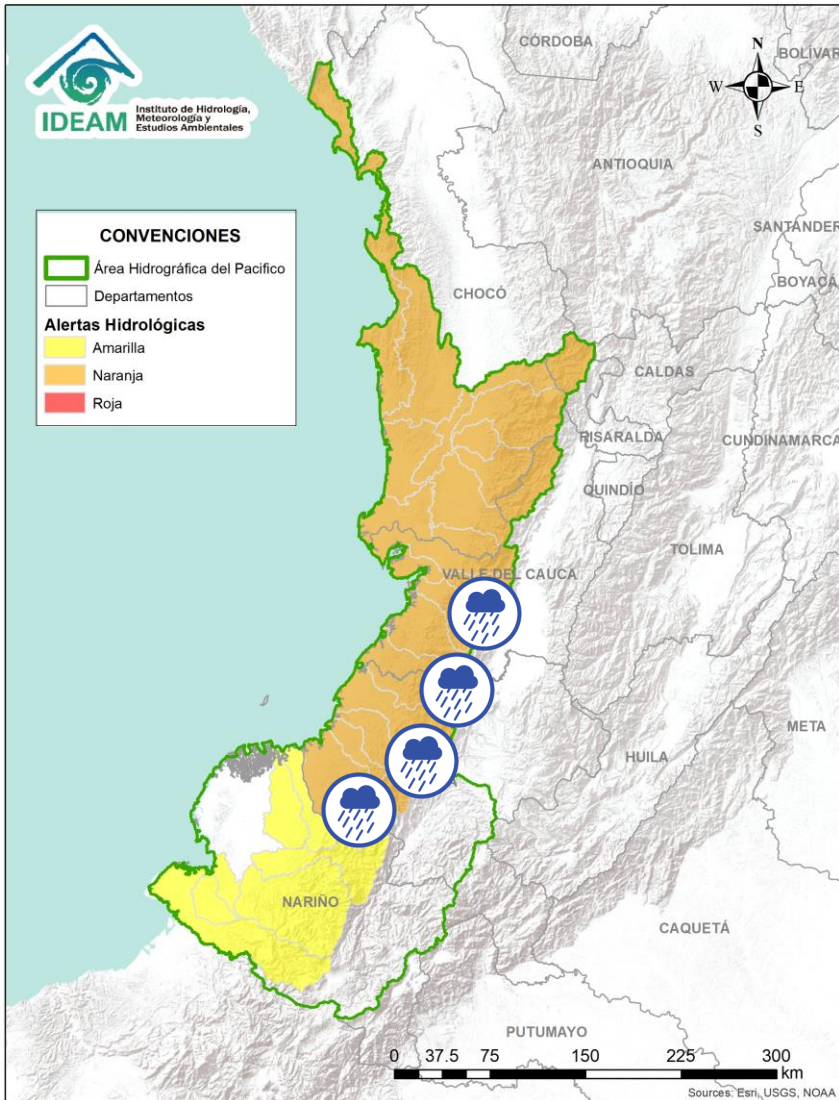 IDEAM
Instituto de Hidrología,
Meteorología y
Estudios Ambientales
N
W
E
S
CÓRDOBA
BOLÍVAR
ANTIOQUIA
SANTANDER
BOYACÁ
CHOCÓ
CALDAS
RISARALDA
CUNDINAMARCA
QUINDÍO
TOLIMA
VALLE DEL CAUCA
META
HUILA
NARIÑO
CAQUETÁ
PUTUMAYO
CONVENCIONES
Área Hidrográfica del Pacifico
Departamentos
Alertas Hidrológicas
Amarilla
Naranja
Roja
0 37.5 75 150 225 300
km
Sources: Esri, USGS, NOAA